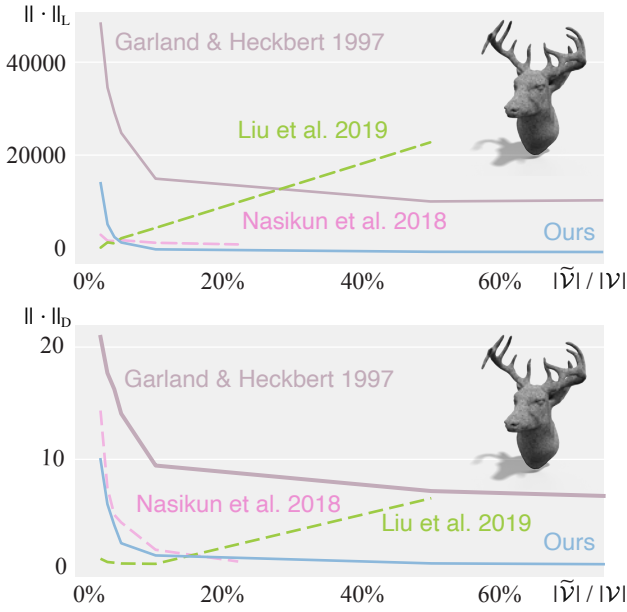 ‖ · ‖L
Garland & Heckbert 1997
40000
Liu et al. 2019
20000
Nasikun et al. 2018
Ours
0
0% 20% 40% 60% |Ṽ| / |V|
‖ · ‖D
20
Garland & Heckbert 1997
10
Nasikun et al. 2018
Liu et al. 2019
Ours
0
0% 20% 40% 60% |Ṽ| / |V|